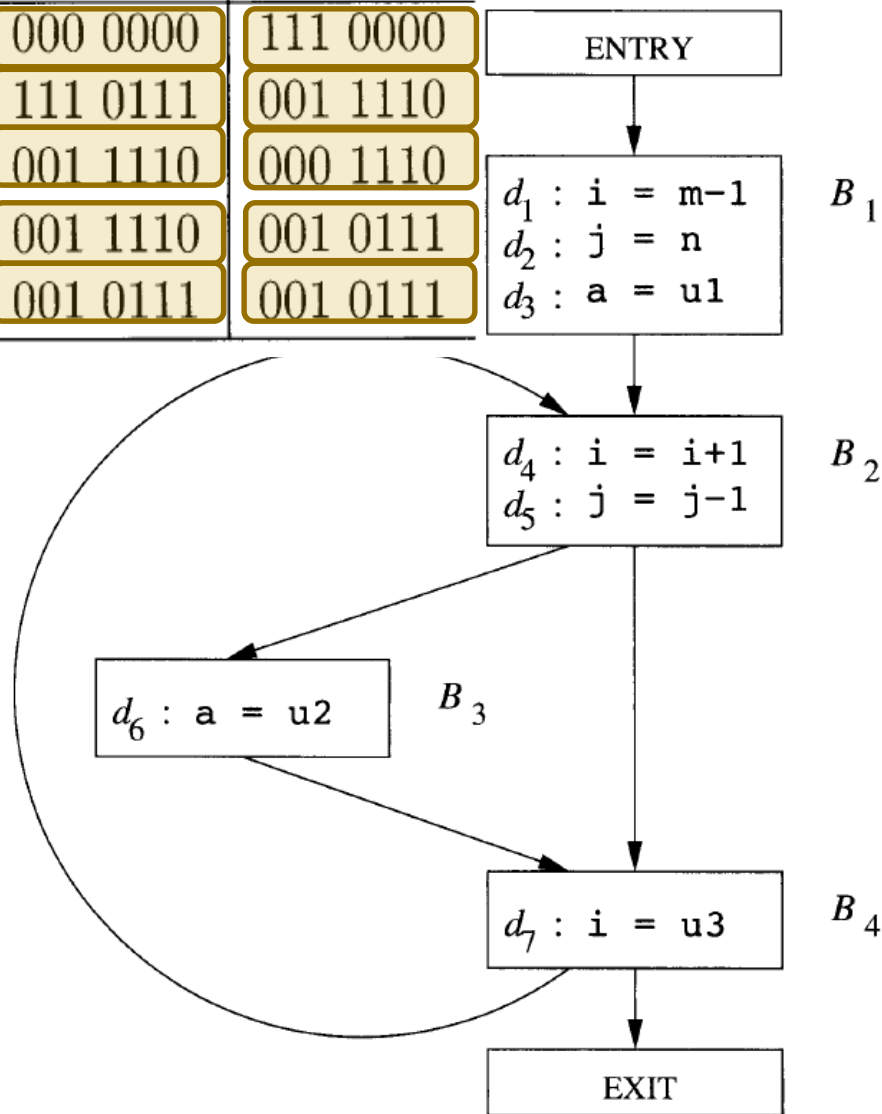 000 0000 111 0000
111 0111 001 1110
001 1110 000 1110
001 1110 001 0111
001 0111 001 0111
ENTRY
d1 : i = m-1
d2 : j = n
d3 : a = u1
B1
d4 : i = i+1
d5 : j = j-1
B2
d6 : a = u2
B3
d7 : i = u3
B4
EXIT